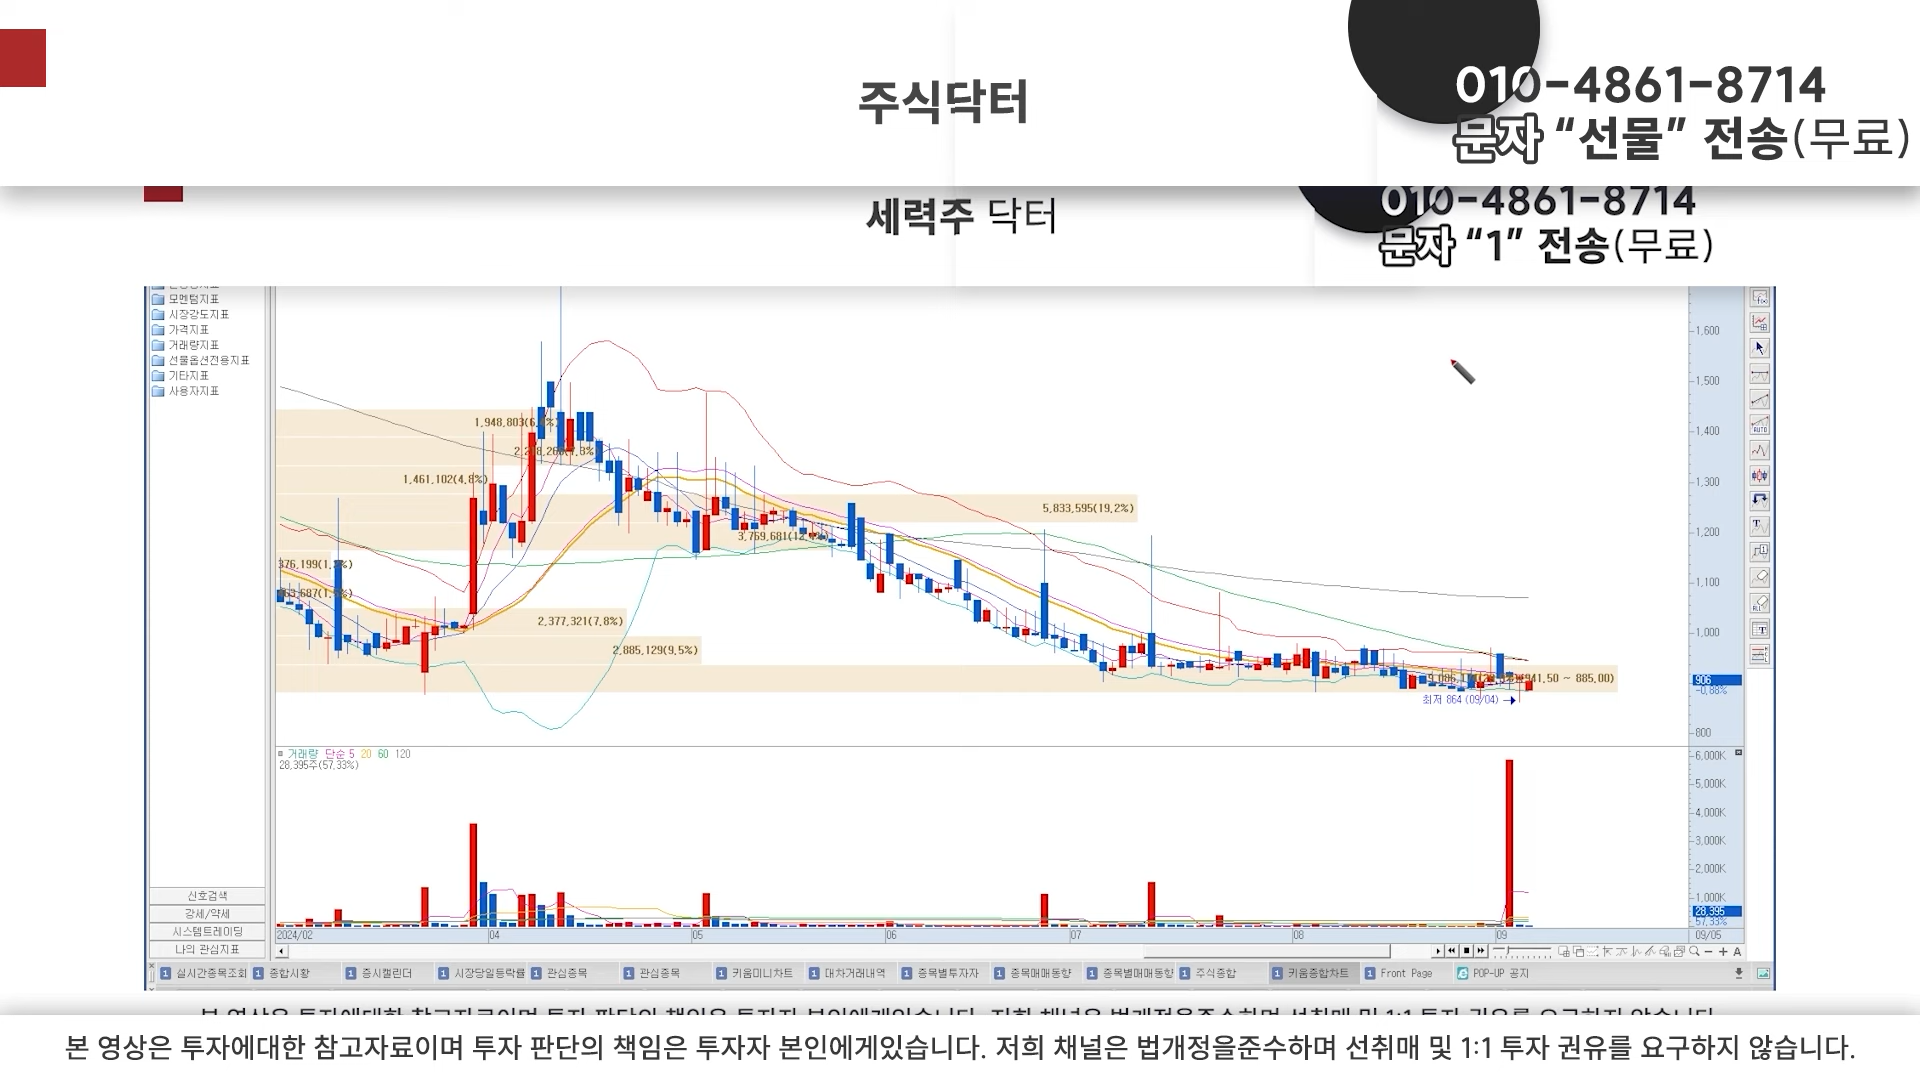 주식닥터
010-4861-8714
문자 “선물” 전송(무료)
세력주 닥터
010-4861-8714
문자 “1” 전송(무료)
모멘텀지표
시장강도지표
가격지표
거래량지표
선물옵션전용지표
기타지표
사용자지표
1,600
1,500
1,400
1,300
1,200
1,100
1,000
906
-0,88%
800
1,461,102(4,8%)
5,833,595(19,2%)
2,377,321(7,8%)
2,885,129(9,5%)
941,50 ~ 885,00)
최저 864 (09/04)
거래량 단순 5 20 60 120
28,395주(57,33%)
6,000K
5,000K
4,000K
3,000K
2,000K
1,000K
28,395
57,33%
신호검색
강세/약세
시스템트레이딩
나의 관심지표
2024/02 04 05 06 07 08 09 09/05
실시간종목조회 종합시황 증시캘린더 시장당일등락률 관심종목 관심종목 키움미니차트 대차거래내역 종목별투자자 종목매매동향 종목별매매동향 주식종합 키움종합차트 Front Page POP-UP 공지
본 영상은 투자에대한 참고자료이며 투자 판단의 책임은 투자자 본인에게있습니다. 저희 채널은 법개정을준수하며 선취매 및 1:1 투자 권유를 요구하지 않습니다.